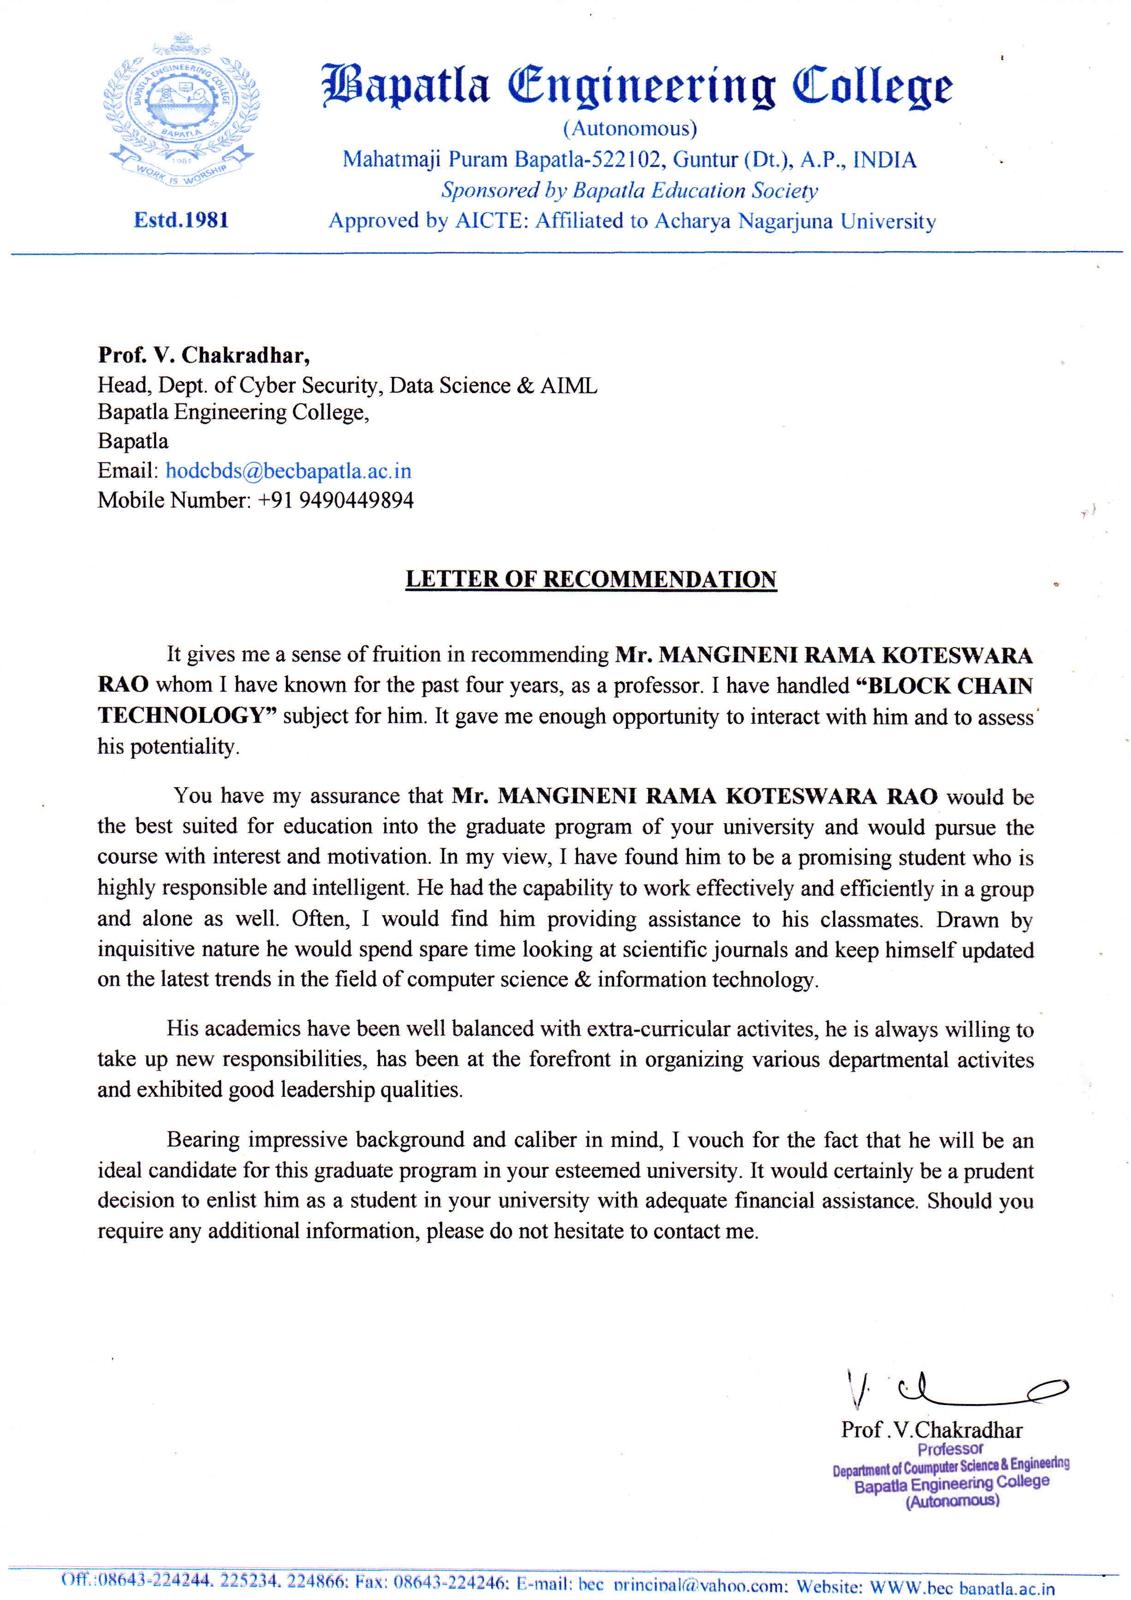 BAPATLA ENGINEERING COLLEGE
BAPATLA
1981
WORK IS WORSHIP
Estd.1981
Bapatla Engineering College
(Autonomous)
Mahatmaji Puram Bapatla-522102, Guntur (Dt.), A.P., INDIA
Sponsored by Bapatla Education Society
Approved by AICTE: Affiliated to Acharya Nagarjuna University
Prof. V. Chakradhar,
Head, Dept. of Cyber Security, Data Science & AIML
Bapatla Engineering College,
Bapatla
Email: hodcbds@becbapatla.ac.in
Mobile Number: +91 9490449894
LETTER OF RECOMMENDATION
It gives me a sense of fruition in recommending Mr. MANGINENI RAMA KOTESWARA
RAO whom I have known for the past four years, as a professor. I have handled “BLOCK CHAIN
TECHNOLOGY” subject for him. It gave me enough opportunity to interact with him and to assess
his potentiality.
You have my assurance that Mr. MANGINENI RAMA KOTESWARA RAO would be
the best suited for education into the graduate program of your university and would pursue the
course with interest and motivation. In my view, I have found him to be a promising student who is
highly responsible and intelligent. He had the capability to work effectively and efficiently in a group
and alone as well. Often, I would find him providing assistance to his classmates. Drawn by
inquisitive nature he would spend spare time looking at scientific journals and keep himself updated
on the latest trends in the field of computer science & information technology.
His academics have been well balanced with extra-curricular activites, he is always willing to
take up new responsibilities, has been at the forefront in organizing various departmental activites
and exhibited good leadership qualities.
Bearing impressive background and caliber in mind, I vouch for the fact that he will be an
ideal candidate for this graduate program in your esteemed university. It would certainly be a prudent
decision to enlist him as a student in your university with adequate financial assistance. Should you
require any additional information, please do not hesitate to contact me.
Prof .V.Chakradhar
Professor
Department of Coumputer Science & Engineering
Bapatla Engineering College
(Autonomous)
Off.:08643-224244, 225234, 224866; Fax: 08643-224246; E-mail: bec_principal@yahoo.com; Website: WWW.bec bapatla.ac.in